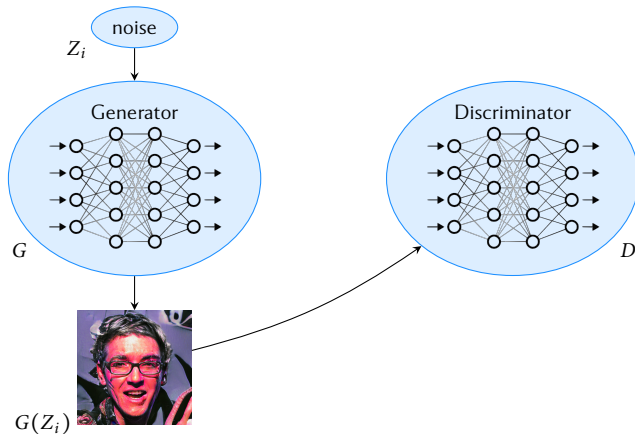 noise
Z_i
Generator
Discriminator
G
D
G(Z_i)